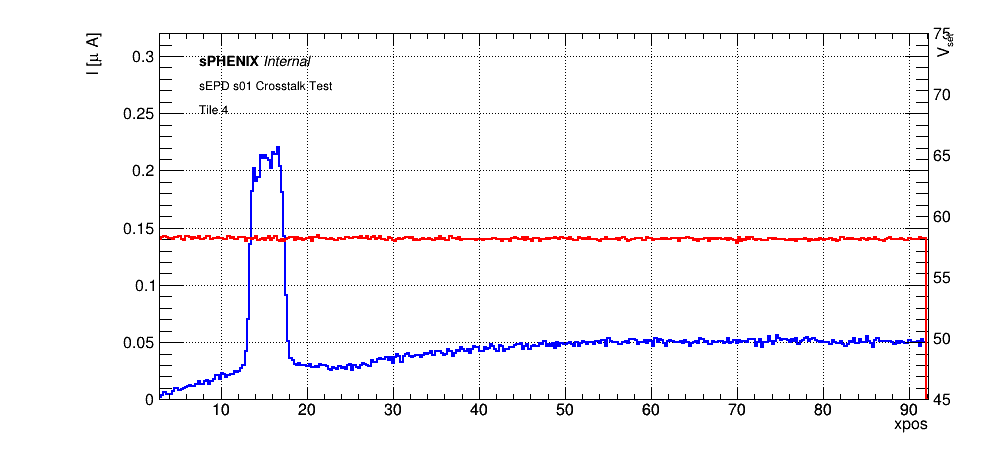 I [μ A]
0.3
0.25
0.2
0.15
0.1
0.05
0
sPHENIX Internal
sEPD s01 Crosstalk Test
Tile 4
75
V_set
70
65
60
55
50
45
10 20 30 40 50 60 70 80 90
xpos